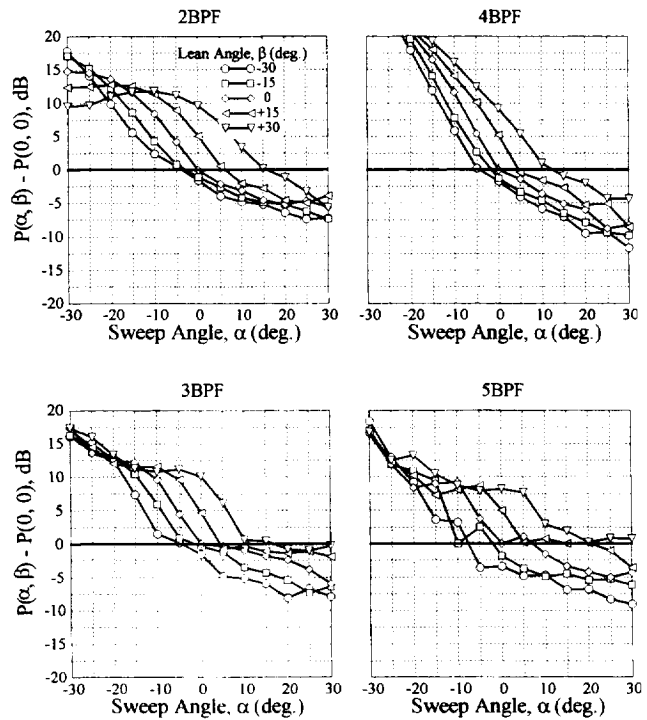 2BPF
4BPF
20
15
10
5
0
-5
-10
-15
-20
P(α, β) - P(0, 0), dB
Lean Angle, β (deg.)
-30
-15
0
+15
+30
-30 -20 -10 0 10 20 30
Sweep Angle, α (deg.)
-30 -20 -10 0 10 20 30
Sweep Angle, α (deg.)
3BPF
5BPF
20
15
10
5
0
-5
-10
-15
-20
P(α, β) - P(0, 0), dB
-30 -20 -10 0 10 20 30
Sweep Angle, α (deg.)
-30 -20 -10 0 10 20 30
Sweep Angle, α (deg.)